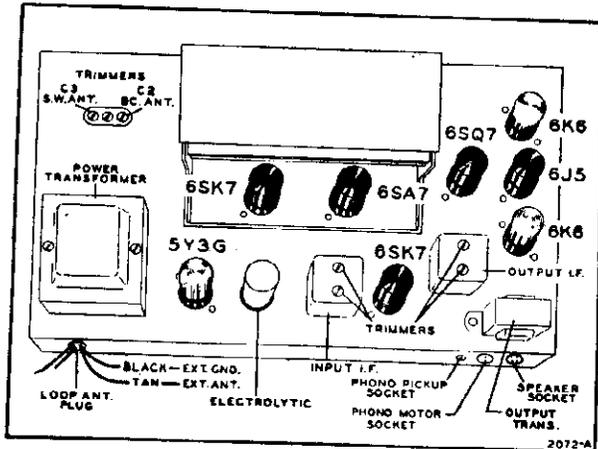 TRIMMERS
C3
S.W. ANT.
C2
BC. ANT.
POWER
TRANSFORMER
6SK7
6SA7
6SQ7
6K6
6J5
6K6
5Y3G
6SK7
OUTPUT I.F.
TRIMMERS
INPUT I.F.
BLACK — EXT. GND.
TAN — EXT. ANT.
LOOP ANT.
PLUG
ELECTROLYTIC
PHONO PICKUP
SOCKET
PHONO MOTOR
SOCKET
SPEAKER
SOCKET
OUTPUT
TRANS.
2072-A